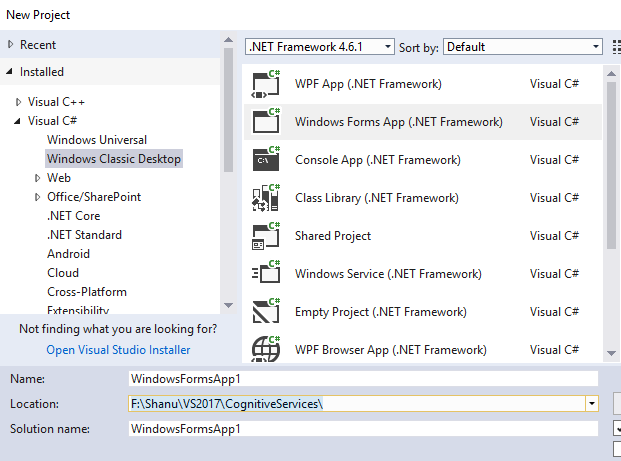 New Project
Recent
Installed
Visual C++
Visual C#
Windows Universal
Windows Classic Desktop
Web
Office/SharePoint
.NET Core
.NET Standard
Android
Cloud
Cross-Platform
Extensibility
Not finding what you are looking for?
Open Visual Studio Installer
.NET Framework 4.6.1 Sort by: Default
C# WPF App (.NET Framework) Visual C#
C# Windows Forms App (.NET Framework) Visual C#
C# C:\ Console App (.NET Framework) Visual C#
C# Class Library (.NET Framework) Visual C#
C# Shared Project Visual C#
C# Windows Service (.NET Framework) Visual C#
C# Empty Project (.NET Framework) Visual C#
C# WPF Browser App (.NET Framework) Visual C#
Name: WindowsFormsApp1
Location: F:\Shanu\VS2017\CognitiveServices\
Solution name: WindowsFormsApp1